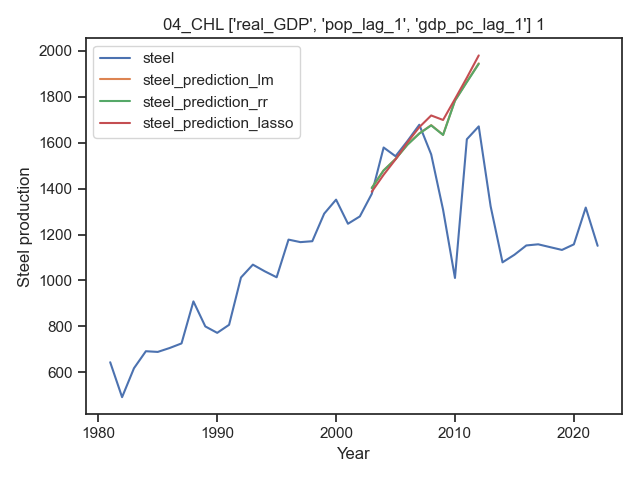 04_CHL ['real_GDP', 'pop_lag_1', 'gdp_pc_lag_1'] 1
steel
steel_prediction_lm
steel_prediction_rr
steel_prediction_lasso
2000
1800
1600
1400
1200
1000
800
600
Steel production
1980
1990
2000
2010
2020
Year